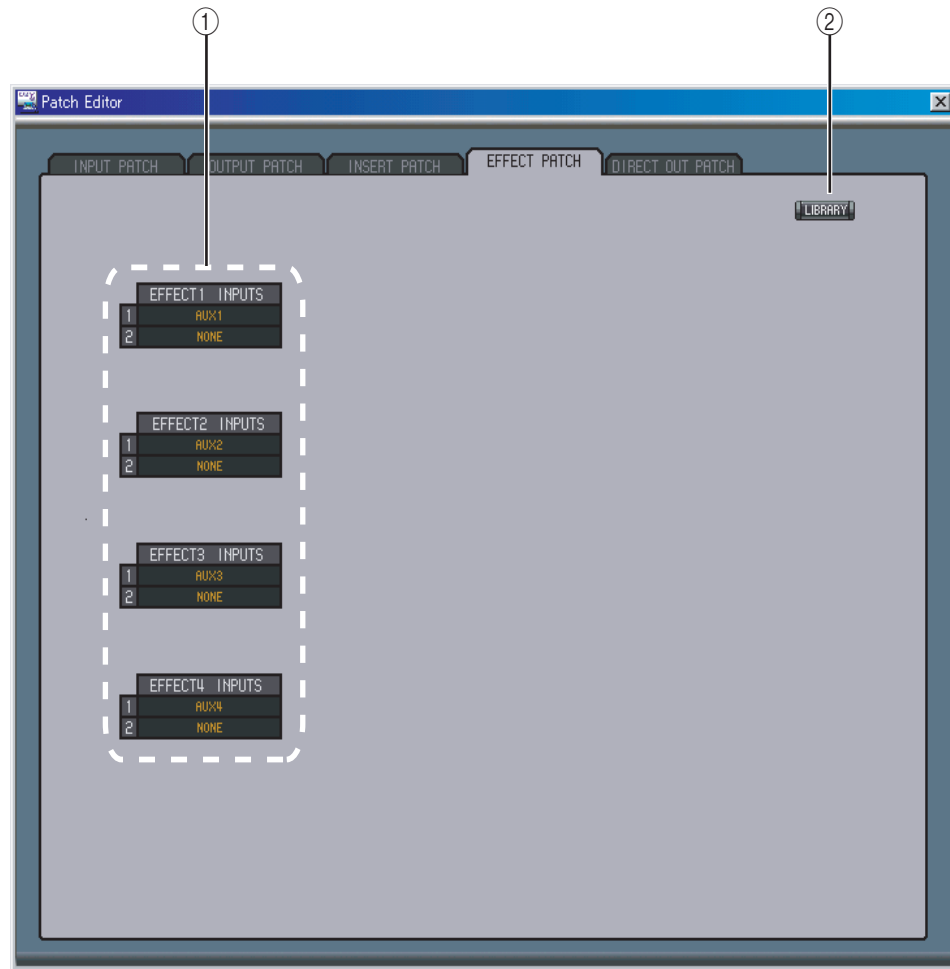 ① ②
Patch Editor
INPUT PATCH OUTPUT PATCH INSERT PATCH EFFECT PATCH DIRECT OUT PATCH
LIBRARY
EFFECT1 INPUTS
1 AUX1
2 NONE
EFFECT2 INPUTS
1 AUX2
2 NONE
EFFECT3 INPUTS
1 AUX3
2 NONE
EFFECT4 INPUTS
1 AUX4
2 NONE